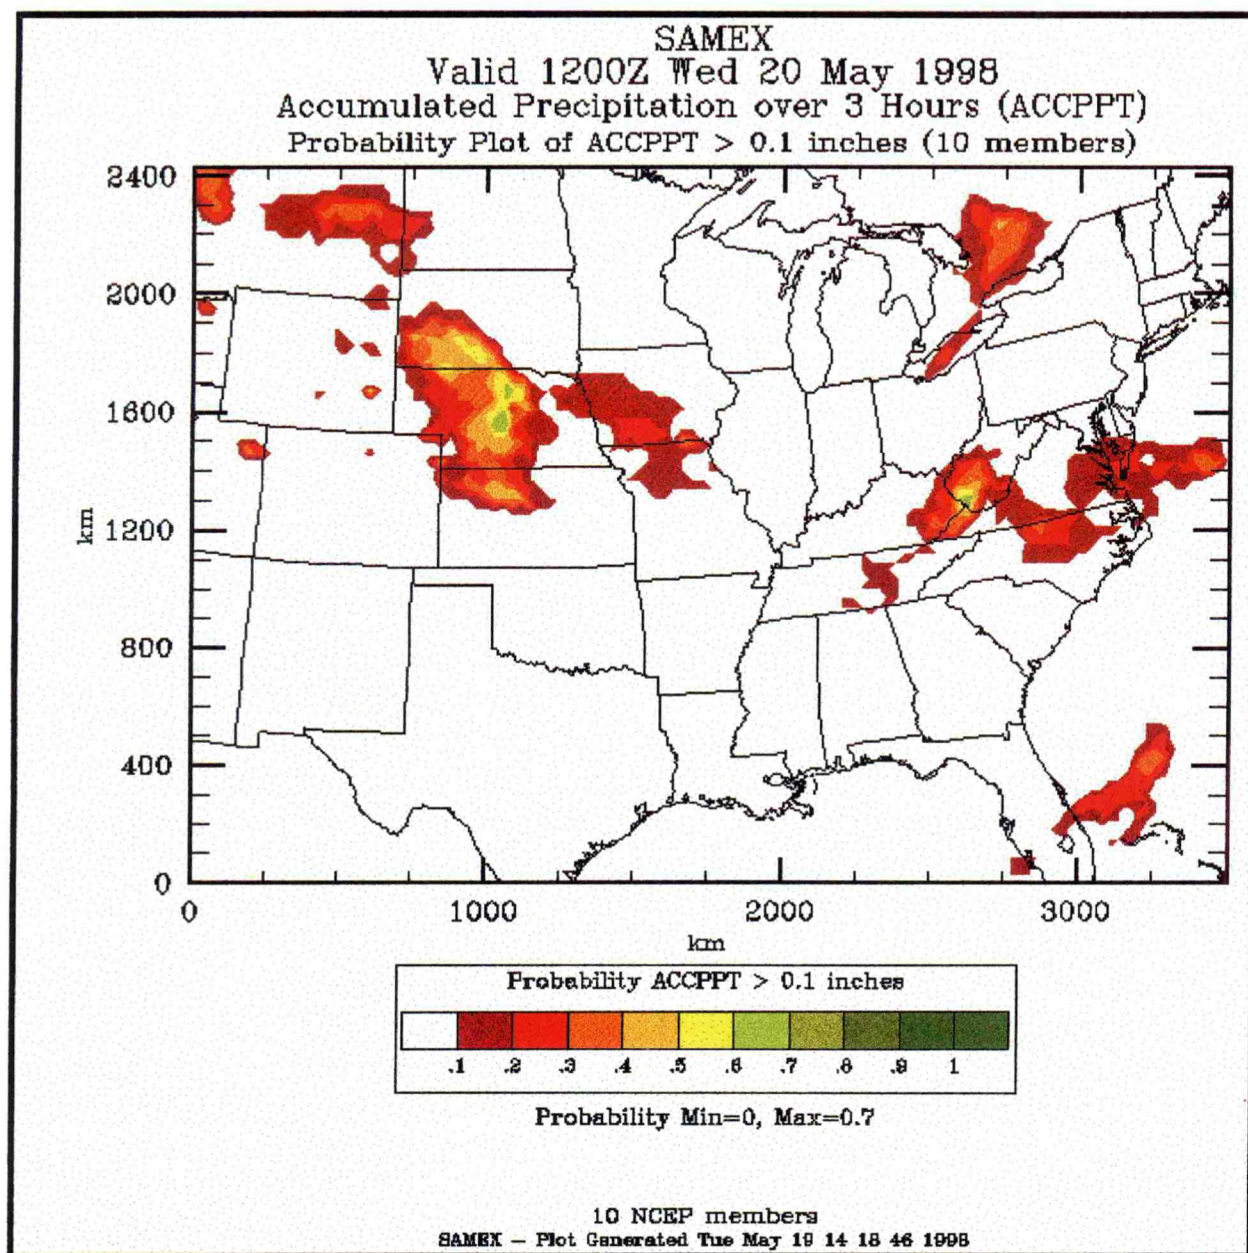 SAMEX
Valid 1200Z Wed 20 May 1998
Accumulated Precipitation over 3 Hours (ACCPPT)
Probability Plot of ACCPPT > 0.1 inches (10 members)
2400
2000
1600
1200
800
400
0
km
0 1000 2000 3000
km
Probability ACCPPT > 0.1 inches
.1 .2 .3 .4 .5 .6 .7 .8 .9 1
Probability Min=0, Max=0.7
10 NCEP members
SAMEX – Plot Generated Tue May 19 14 18 46 1998